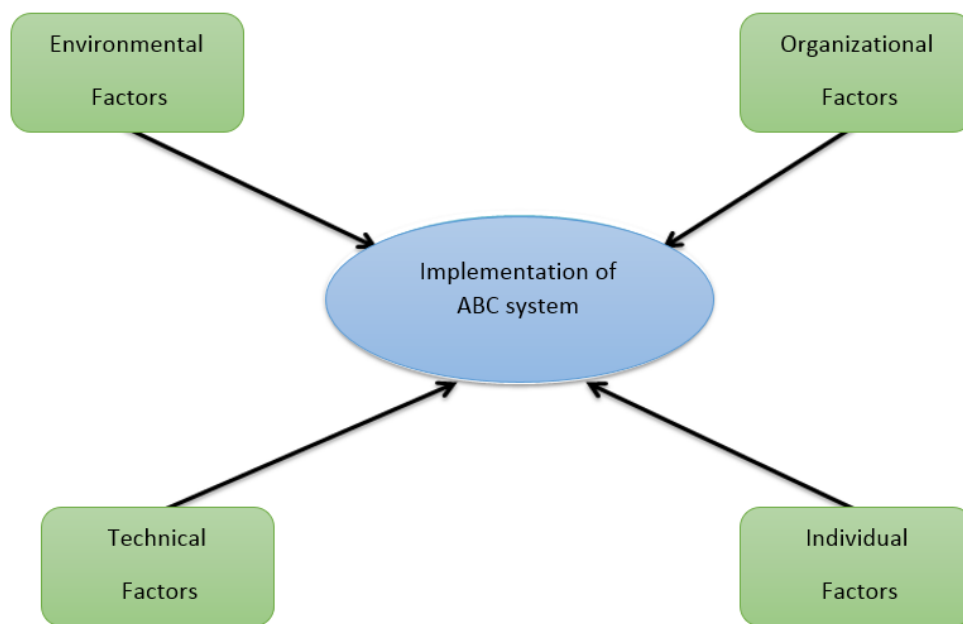 Environmental
Factors
Organizational
Factors
Implementation of
ABC system
Technical
Factors
Individual
Factors